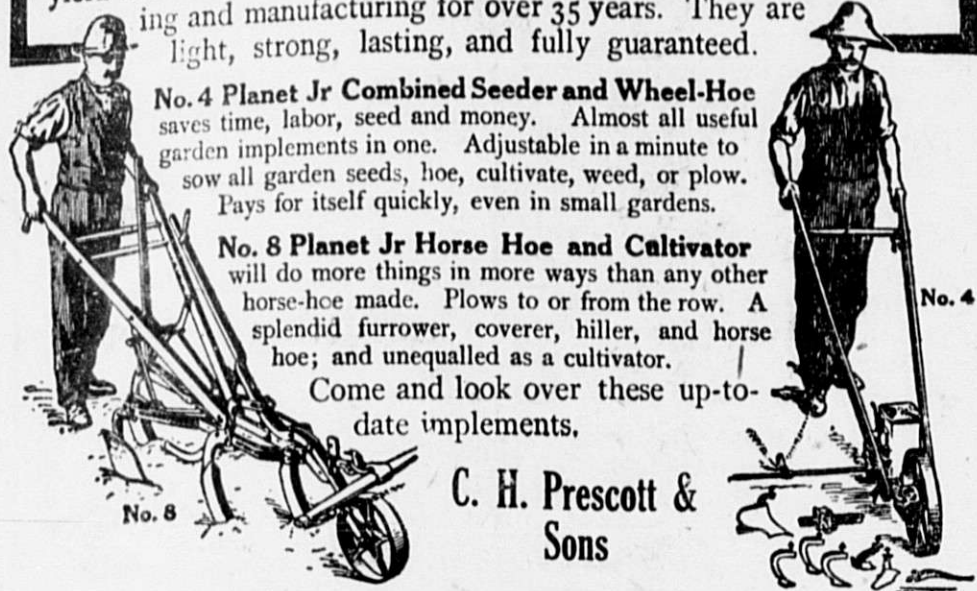 ing and manufacturing for over 35 years. They are
light, strong, lasting, and fully guaranteed.
No. 4 Planet Jr Combined Seeder and Wheel-Hoe
saves time, labor, seed and money. Almost all useful
garden implements in one. Adjustable in a minute to
sow all garden seeds, hoe, cultivate, weed, or plow.
Pays for itself quickly, even in small gardens.
No. 8 Planet Jr Horse Hoe and Cultivator
will do more things in more ways than any other
horse-hoe made. Plows to or from the row. A
splendid furrower, coverer, hiller, and horse
hoe; and unequalled as a cultivator.
Come and look over these up-to-
date implements.
No. 4
No. 8
C. H. Prescott &
Sons